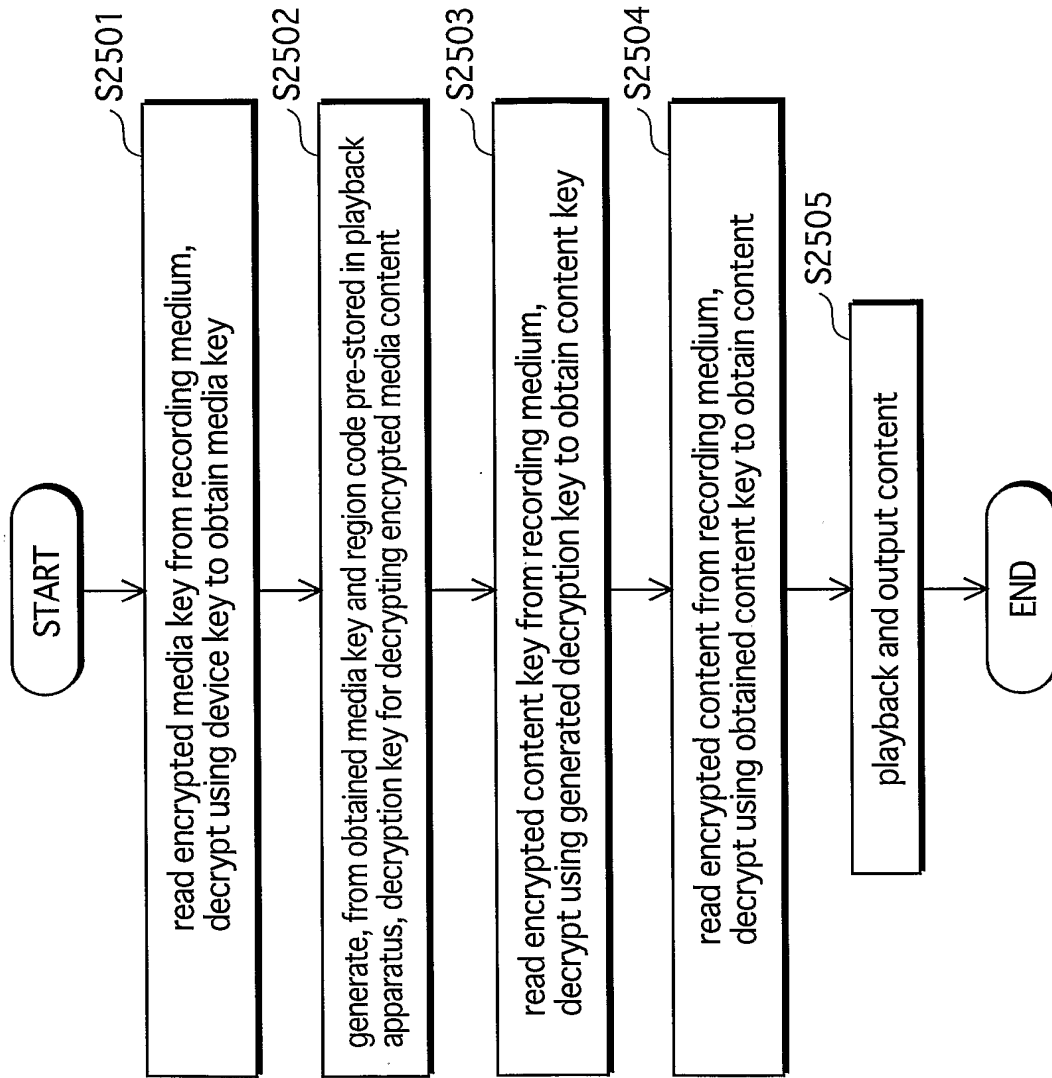 START
S2501
read encrypted media key from recording medium,
decrypt using device key to obtain media key
S2502
generate, from obtained media key and region code pre-stored in playback
apparatus, decryption key for decrypting encrypted media content
S2503
read encrypted content key from recording medium,
decrypt using generated decryption key to obtain content key
S2504
read encrypted content from recording medium,
decrypt using obtained content key to obtain content
S2505
playback and output content
END